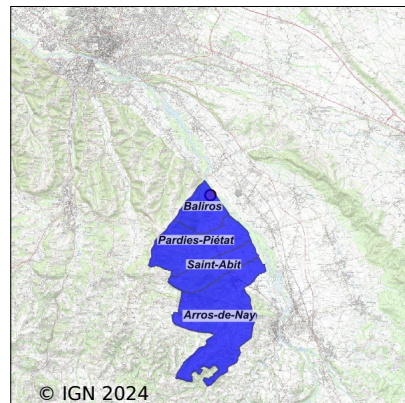 Baliros
Pardies-Piétat
Saint-Abit
Arros-de-Nay
© IGN 2024